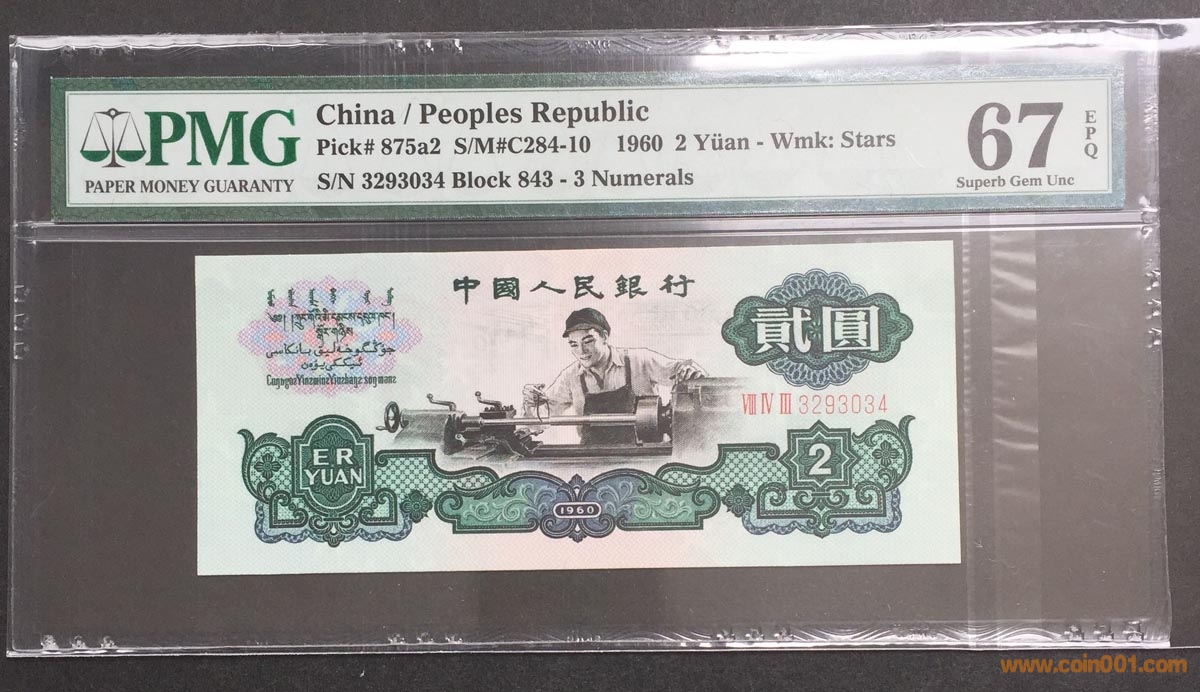 PMG
PAPER MONEY GUARANTY
China / Peoples Republic
Pick# 875a2 S/M#C284-10 1960 2 Yüan - Wmk: Stars
S/N 3293034 Block 843 - 3 Numerals
67
EPQ
Superb Gem Unc
中國人民銀行
貳圓
VIII IV III 3293034
ER
YUAN
2
1960
www.coin001.com